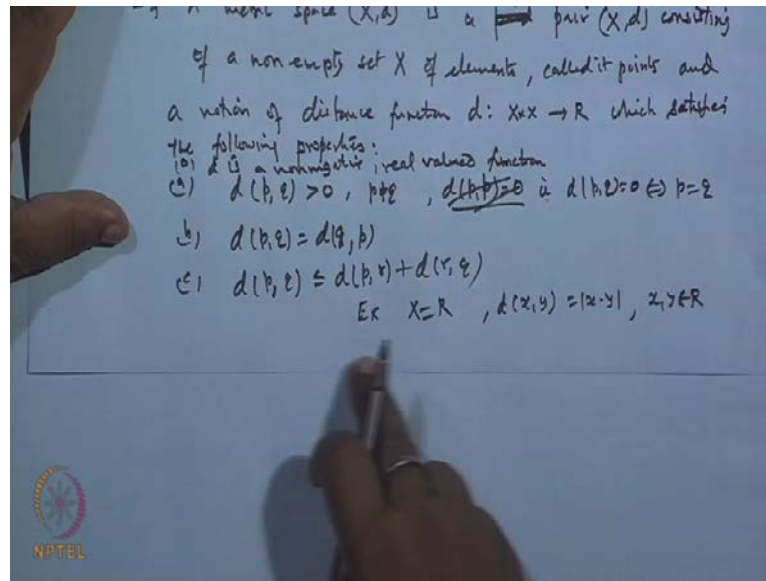 A metric space (X,d) is a pair (X,d) consisting
of a non empty set X of elements, called it points and
a notion of distance function d: X×X → R which satisfies
the following properties:
(0) d is a nonnegative, real valued function
(a) d(p,q) >0, p≠q, d(p,p)=0 ii d(p,q)=0 ⇔ p=q
(b) d(p,q) = d(q,p)
(c) d(p,q) ≤ d(p,r)+d(r,q)
Ex X=R, d(x,y) = |x-y|, x,y∈R
NPTEL